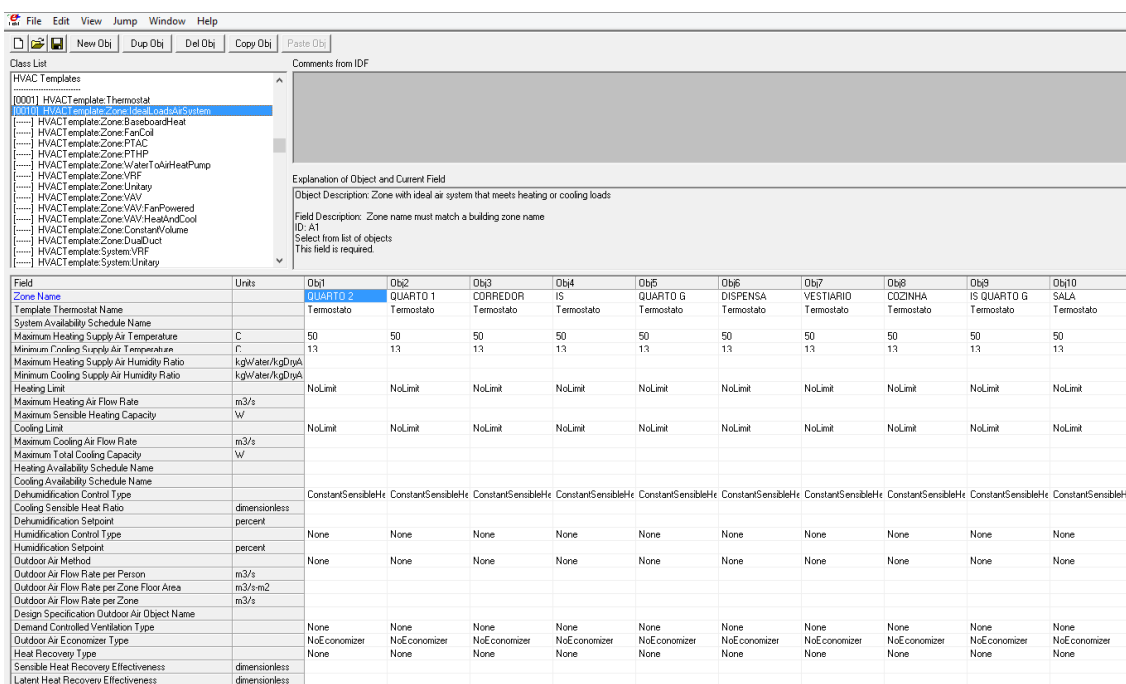 File Edit View Jump Window Help
New Obj Dup Obj Del Obj Copy Obj Paste Obj
Class List
Comments from IDF
HVAC Templates
-------------------------
[0001] HVACTemplate:Thermostat
[0010] HVACTemplate:Zone:IdealLoadsAirSystem
[------] HVACTemplate:Zone:BaseboardHeat
[------] HVACTemplate:Zone:FanCoil
[------] HVACTemplate:Zone:PTAC
[------] HVACTemplate:Zone:PTHP
[------] HVACTemplate:Zone:WaterToAirHeatPump
[------] HVACTemplate:Zone:VRF
[------] HVACTemplate:Zone:Unitary
[------] HVACTemplate:Zone:VAV
[------] HVACTemplate:Zone:VAV:FanPowered
[------] HVACTemplate:Zone:VAV:HeatAndCool
[------] HVACTemplate:Zone:ConstantVolume
[------] HVACTemplate:Zone:DualDuct
[------] HVACTemplate:System:VRF
[------] HVACTemplate:System:Unitary
Explanation of Object and Current Field
Object Description: Zone with ideal air system that meets heating or cooling loads
Field Description: Zone name must match a building zone name
ID: A1
Select from list of objects
This field is required.
Field Units Obj1 Obj2 Obj3 Obj4 Obj5 Obj6 Obj7 Obj8 Obj9 Obj10
Zone Name QUARTO 2 QUARTO 1 CORREDOR IS QUARTO G DISPENSA VESTIARIO COZINHA IS QUARTO G SALA
Template Thermostat Name Termostato Termostato Termostato Termostato Termostato Termostato Termostato Termostato Termostato Termostato
System Availability Schedule Name
Maximum Heating Supply Air Temperature C 50 50 50 50 50 50 50 50 50 50
Minimum Cooling Supply Air Temperature C 13 13 13 13 13 13 13 13 13 13
Maximum Heating Supply Air Humidity Ratio kgWater/kgDryA
Minimum Cooling Supply Air Humidity Ratio kgWater/kgDryA
Heating Limit NoLimit NoLimit NoLimit NoLimit NoLimit NoLimit NoLimit NoLimit NoLimit NoLimit
Maximum Heating Air Flow Rate m3/s
Maximum Sensible Heating Capacity W
Cooling Limit NoLimit NoLimit NoLimit NoLimit NoLimit NoLimit NoLimit NoLimit NoLimit NoLimit
Maximum Cooling Air Flow Rate m3/s
Maximum Total Cooling Capacity W
Heating Availability Schedule Name
Cooling Availability Schedule Name
Dehumidification Control Type ConstantSensibleHe ConstantSensibleHe ConstantSensibleHe ConstantSensibleHe ConstantSensibleHe ConstantSensibleHe ConstantSensibleHe ConstantSensibleHe ConstantSensibleHe ConstantSensibleH
Cooling Sensible Heat Ratio dimensionless
Dehumidification Setpoint percent
Humidification Control Type None None None None None None None None None None
Humidification Setpoint percent
Outdoor Air Method None None None None None None None None None None
Outdoor Air Flow Rate per Person m3/s
Outdoor Air Flow Rate per Zone Floor Area m3/s-m2
Outdoor Air Flow Rate per Zone m3/s
Design Specification Outdoor Air Object Name
Demand Controlled Ventilation Type None None None None None None None None None None
Outdoor Air Economizer Type NoEconomizer NoEconomizer NoEconomizer NoEconomizer NoEconomizer NoEconomizer NoEconomizer NoEconomizer NoEconomizer NoEconomizer
Heat Recovery Type None None None None None None None None None None
Sensible Heat Recovery Effectiveness dimensionless
Latent Heat Recovery Effectiveness dimensionless